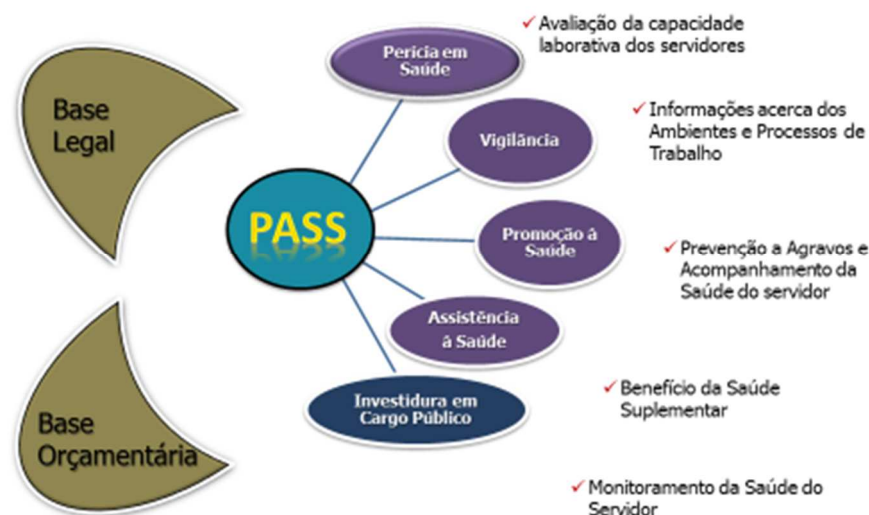 Base
Legal
Base
Orçamentária
PASS
Perícia em
Saúde
✓ Avaliação da capacidade
laborativa dos servidores
Vigilância
✓ Informações acerca dos
Ambientes e Processos de
Trabalho
Promoção à
Saúde
✓ Prevenção a Agravos e
Acompanhamento da
Saúde do servidor
Assistência
à Saúde
✓ Benefício da Saúde
Suplementar
Investidura em
Cargo Público
✓ Monitoramento da Saúde do
Servidor